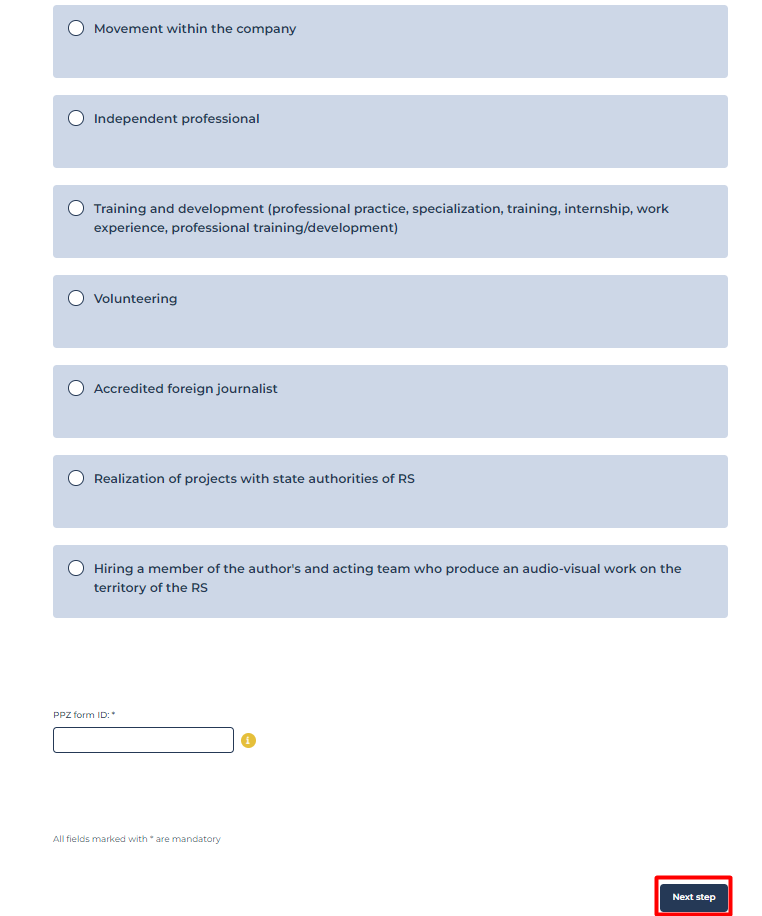 Movement within the company
Independent professional
Training and development (professional practice, specialization, training, internship, work
experience, professional training/development)
Volunteering
Accredited foreign journalist
Realization of projects with state authorities of RS
Hiring a member of the author's and acting team who produce an audio-visual work on the
territory of the RS
PPZ form ID: *
i
All fields marked with * are mandatory
Next step